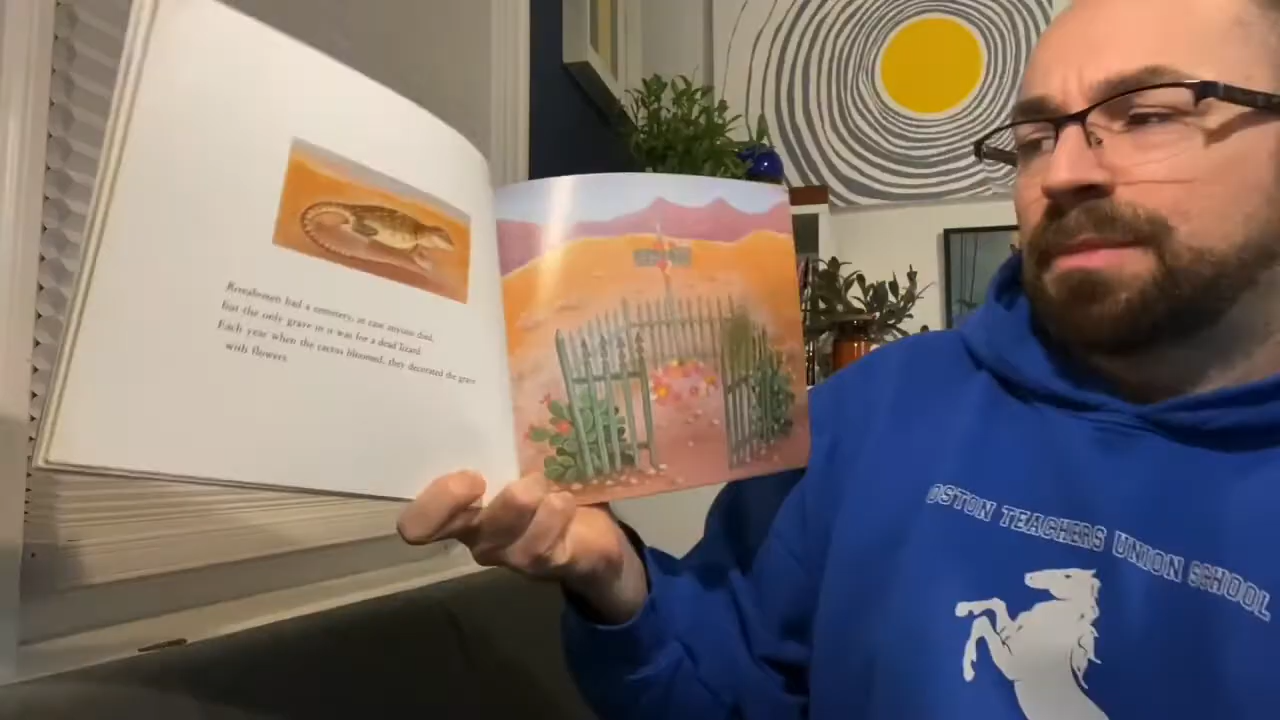 Roxaboxen had a cemetery, in case anyone died,
but the only grave in it was for a dead lizard.
Each year when the cactus bloomed, they decorated the grave
with flowers.
OSTON TEACHERS UNION SCHOOL